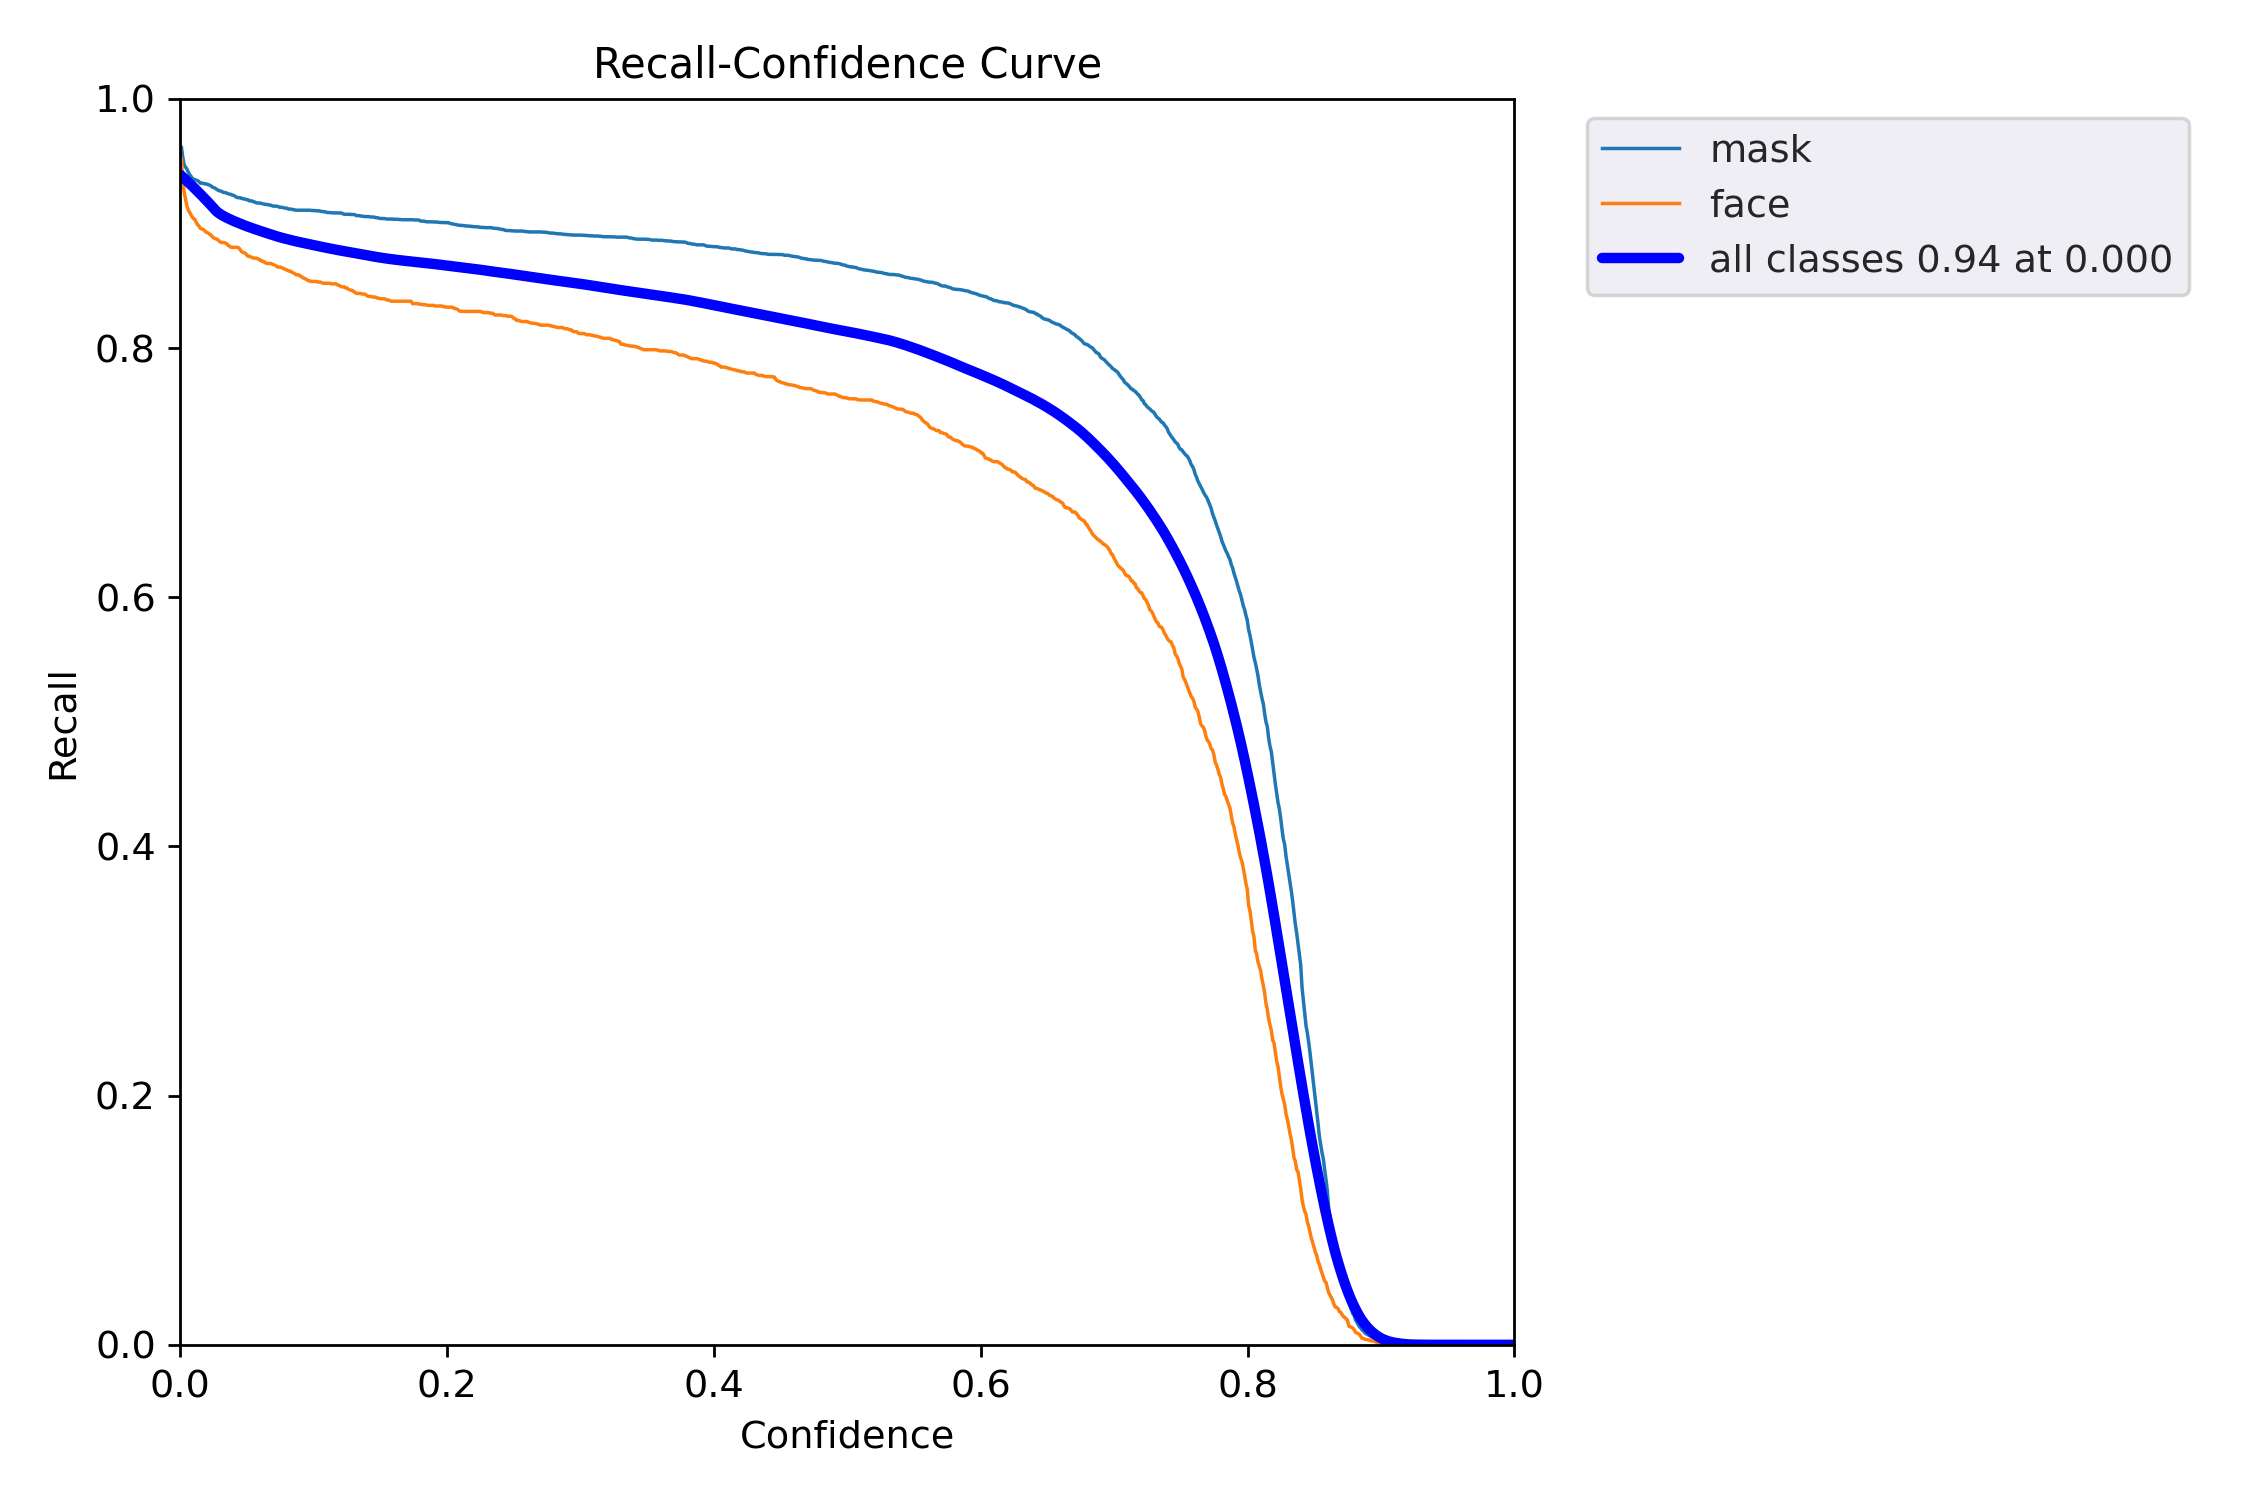 Recall-Confidence Curve
1.0
0.8
0.6
0.4
0.2
0.0
Recall
0.0 0.2 0.4 0.6 0.8 1.0
Confidence
mask
face
all classes 0.94 at 0.000